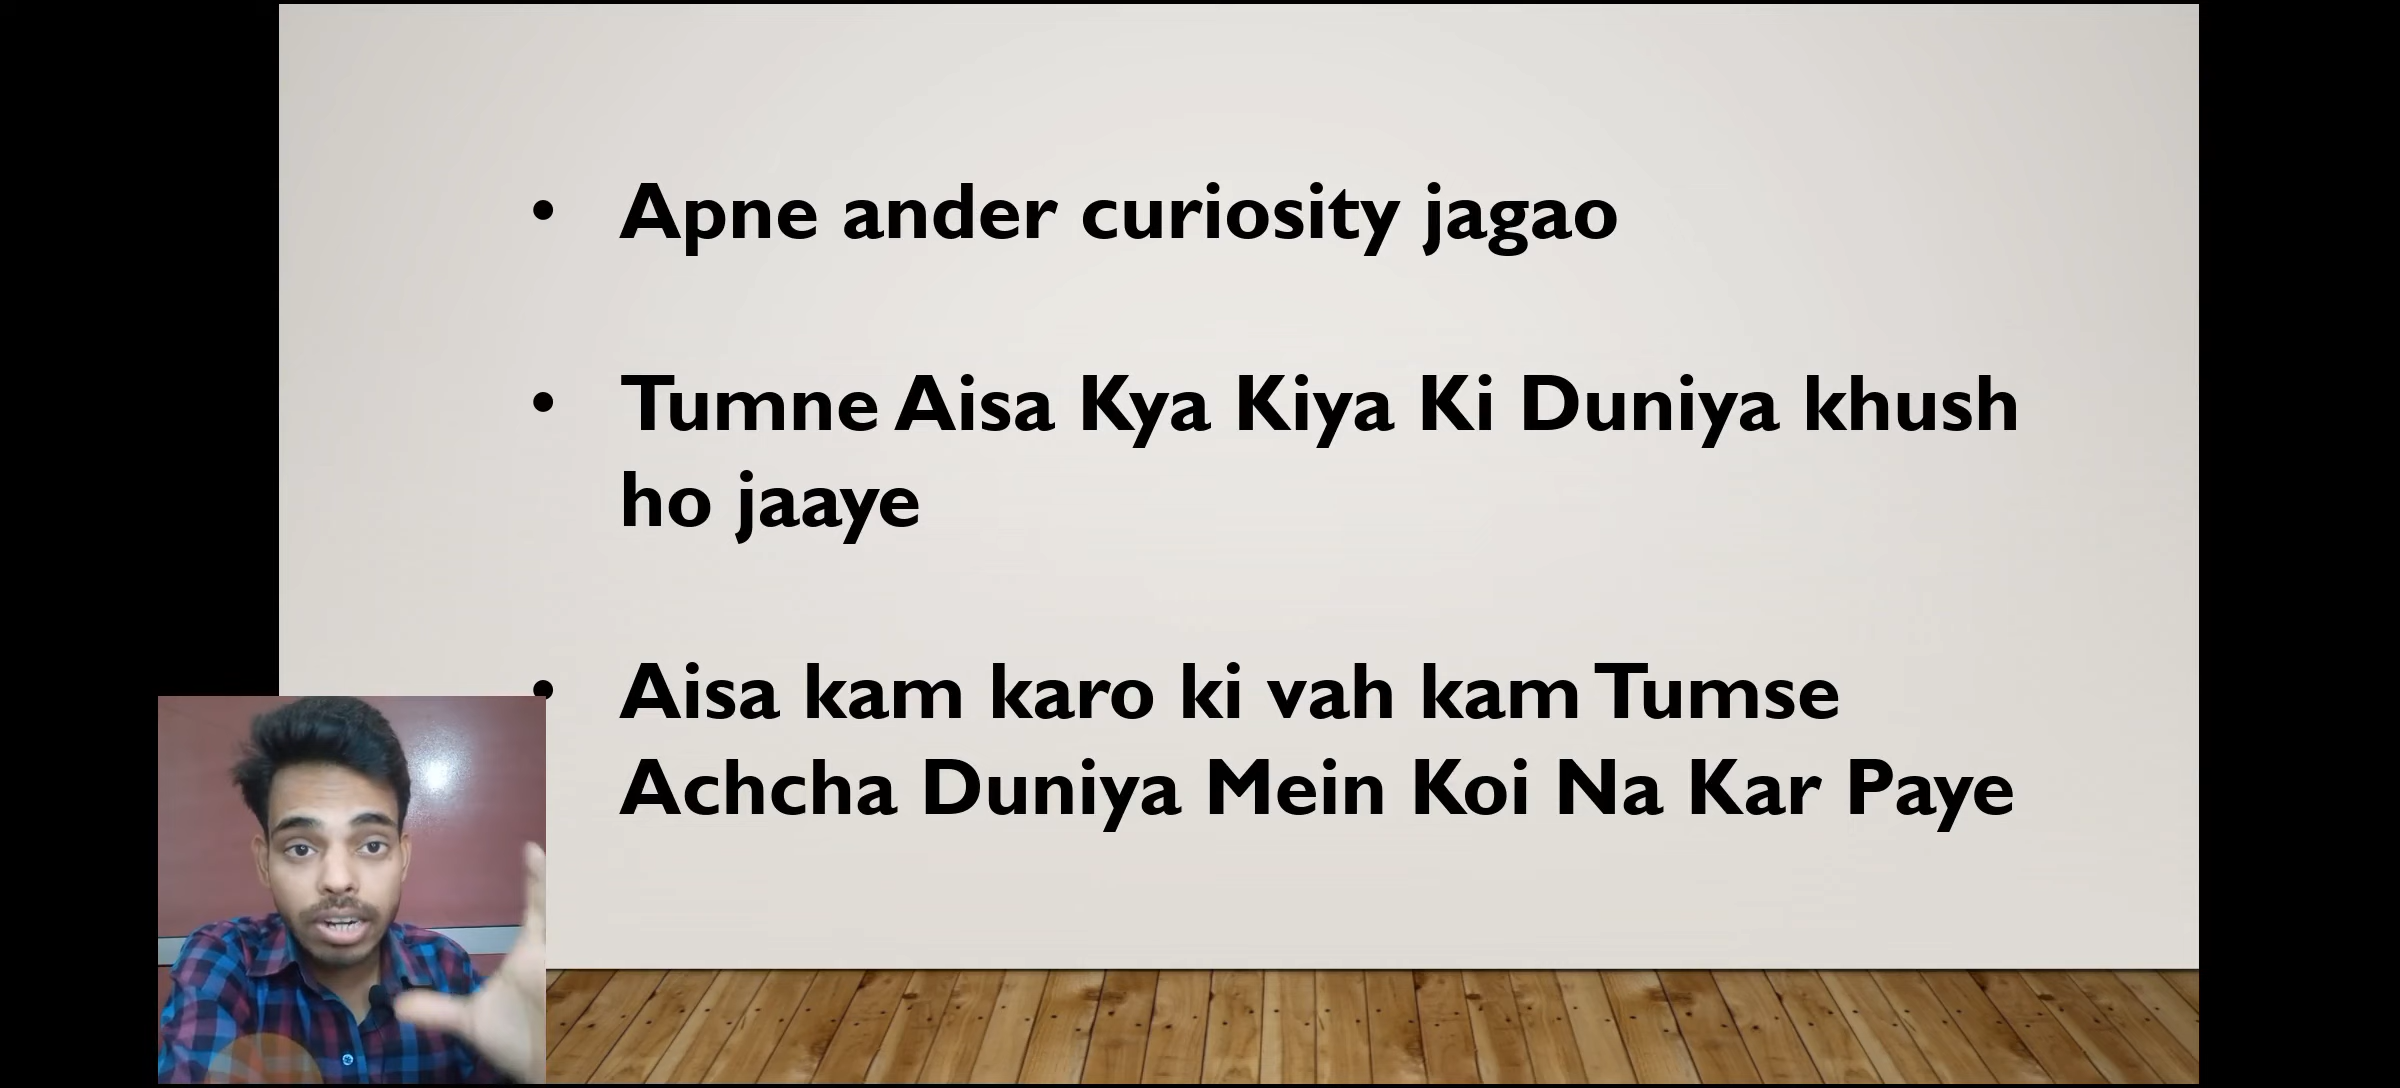 • Apne ander curiosity jagao
• Tumne Aisa Kya Kiya Ki Duniya khush
ho jaaye
• Aisa kam karo ki vah kam Tumse
Achcha Duniya Mein Koi Na Kar Paye